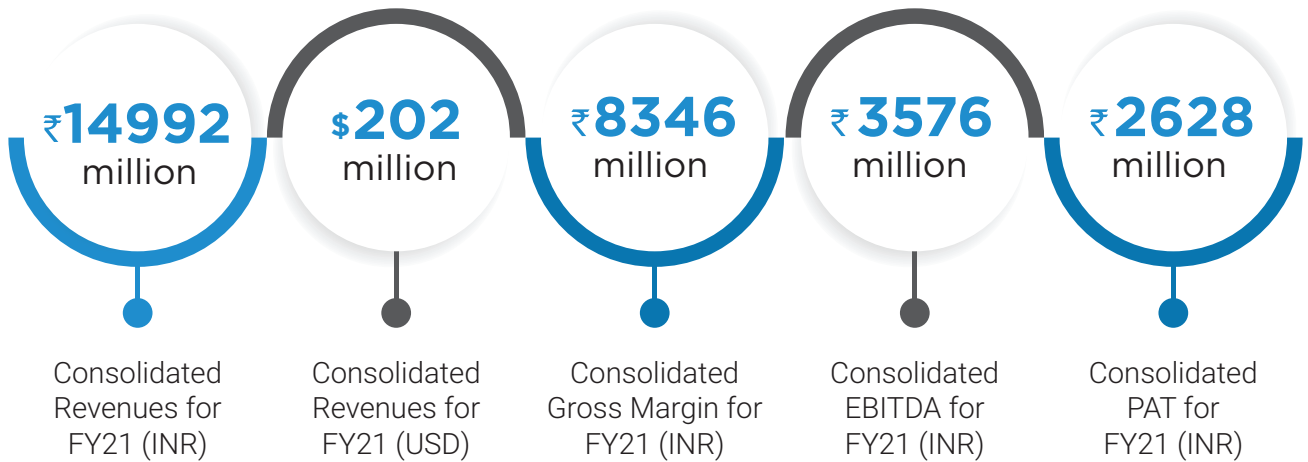 ₹14992
million
Consolidated
Revenues for
FY21 (INR)
$202
million
Consolidated
Revenues for
FY21 (USD)
₹8346
million
Consolidated
Gross Margin for
FY21 (INR)
₹3576
million
Consolidated
EBITDA for
FY21 (INR)
₹2628
million
Consolidated
PAT for
FY21 (INR)